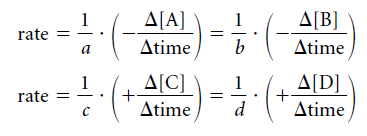 rate = 1/a · (− Δ[A]/Δtime) = 1/b · (− Δ[B]/Δtime)
rate = 1/c · (+ Δ[C]/Δtime) = 1/d · (+ Δ[D]/Δtime)